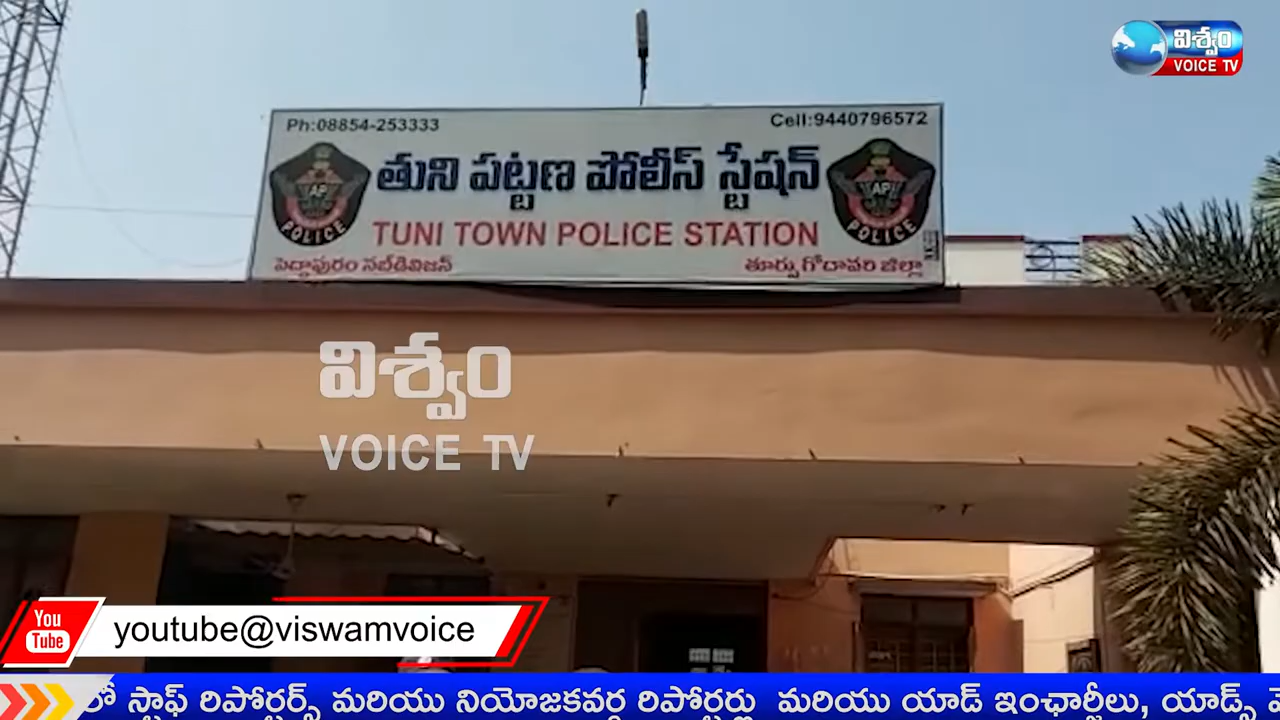 విశ్వం
VOICE TV
Ph:08854-253333
Cell:9440796572
తుని పట్టణ పోలీస్ స్టేషన్
AP
POLICE
AP
POLICE
TUNI TOWN POLICE STATION
పెద్దాపురం సబ్‌డివిజన్
తూర్పు గోదావరి జిల్లా
విశ్వం
VOICE TV
You
Tube
youtube@viswamvoice
లో స్టాఫ్ రిపోర్టర్స్ మరియు నియోజకవర్గ రిపోర్టర్లు మరియు యాడ్ ఇంఛార్జీలు, యాడ్స్